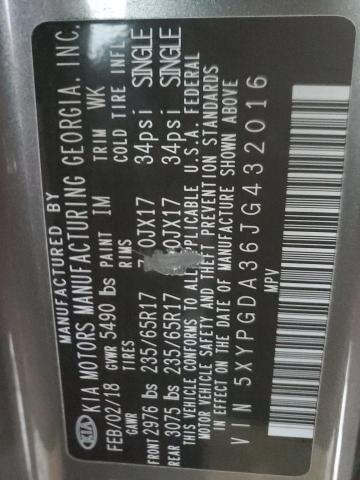 MANUFACTURED BY
KIA KIA MOTORS MANUFACTURING GEORGIA, INC.
FEB/02/18 GVWR 5490 lbs PAINT IM TRIM WK
GAWR TIRES RIMS COLD TIRE INFL
FRONT 2976 lbs 235/65R17 7.0JX17 34psi SINGLE
REAR 3075 lbs 235/65R17 0JX17 34psi SINGLE
THIS VEHICLE CONFORMS TO ALL APPLICABLE U.S.A. FEDERAL
MOTOR VEHICLE SAFETY AND THEFT PREVENTION STANDARDS
IN EFFECT ON THE DATE OF MANUFACTURE SHOWN ABOVE
VIN 5XYPGDA36JG432016
MPV